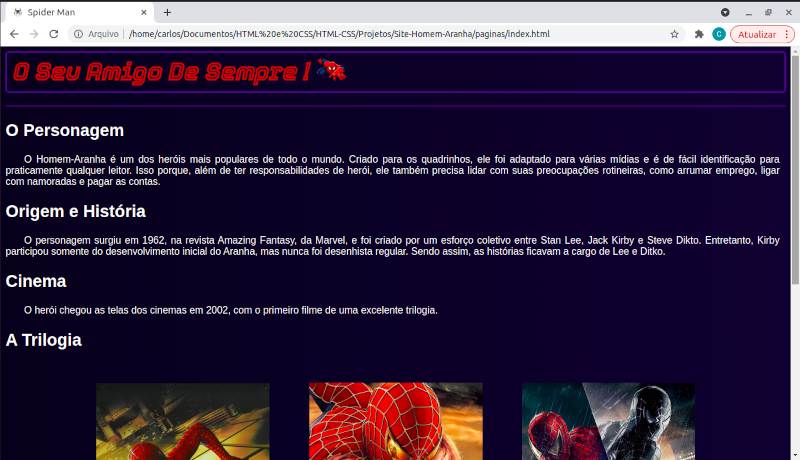 Spider Man
Arquivo
/home/carlos/Documentos/HTML%20e%20CSS/HTML-CSS/Projetos/Site-Homem-Aranha/paginas/index.html
C
Atualizar
O Seu Amigo De Sempre !
O Personagem
O Homem-Aranha é um dos heróis mais populares de todo o mundo. Criado para os quadrinhos, ele foi adaptado para várias mídias e é de fácil identificação para
praticamente qualquer leitor. Isso porque, além de ter responsabilidades de herói, ele também precisa lidar com suas preocupações rotineiras, como arrumar emprego, ligar
com namoradas e pagar as contas.
Origem e História
O personagem surgiu em 1962, na revista Amazing Fantasy, da Marvel, e foi criado por um esforço coletivo entre Stan Lee, Jack Kirby e Steve Dikto. Entretanto, Kirby
participou somente do desenvolvimento inicial do Aranha, mas nunca foi desenhista regular. Sendo assim, as histórias ficavam a cargo de Lee e Ditko.
Cinema
O herói chegou as telas dos cinemas em 2002, com o primeiro filme de uma excelente trilogia.
A Trilogia